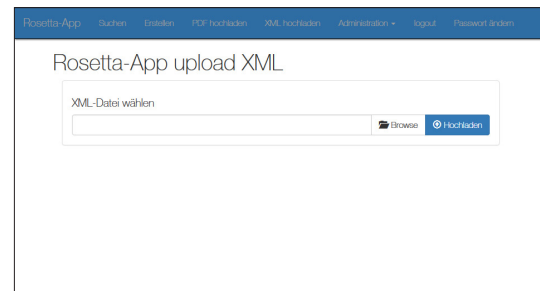 Rosetta-App Suchen Erstellen PDF hochladen XML hochladen Administration logout Passwort ändern
Rosetta-App upload XML
XML-Datei wählen
Browse Hochladen